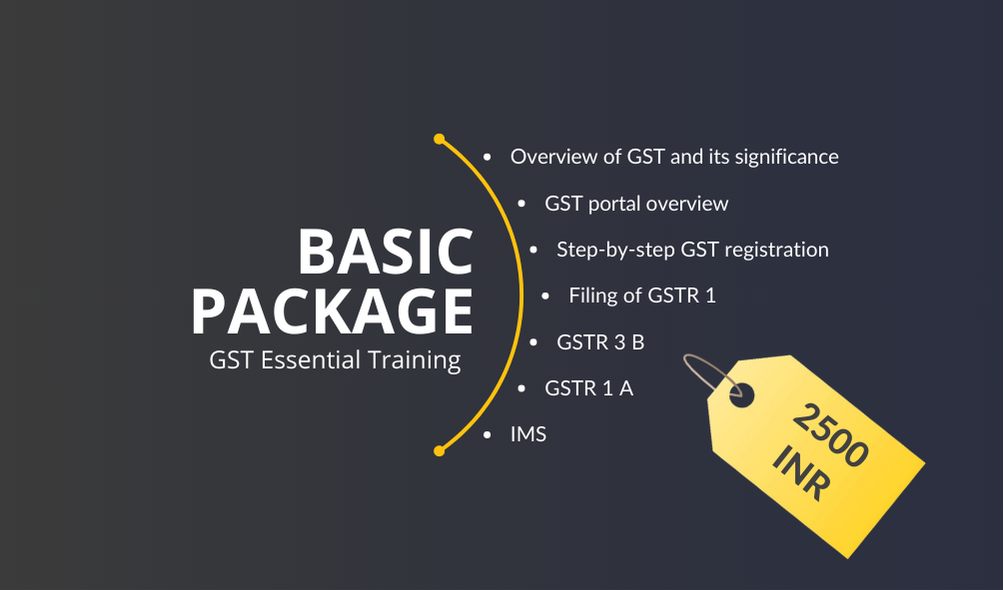 BASIC
PACKAGE
GST Essential Training
• Overview of GST and its significance
• GST portal overview
• Step-by-step GST registration
• Filing of GSTR 1
• GSTR 3 B
• GSTR 1 A
• IMS
2500
INR